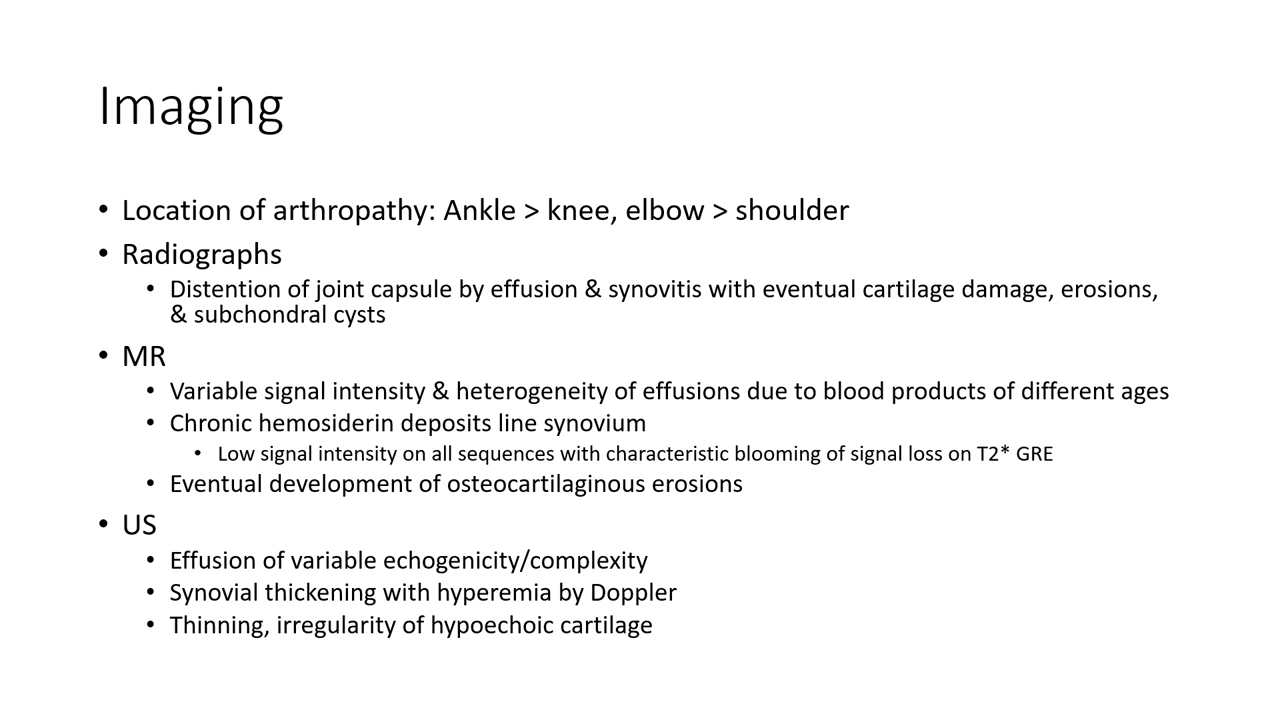 Imaging
• Location of arthropathy: Ankle > knee, elbow > shoulder
• Radiographs
• Distention of joint capsule by effusion & synovitis with eventual cartilage damage, erosions,
& subchondral cysts
• MR
• Variable signal intensity & heterogeneity of effusions due to blood products of different ages
• Chronic hemosiderin deposits line synovium
• Low signal intensity on all sequences with characteristic blooming of signal loss on T2* GRE
• Eventual development of osteocartilaginous erosions
• US
• Effusion of variable echogenicity/complexity
• Synovial thickening with hyperemia by Doppler
• Thinning, irregularity of hypoechoic cartilage